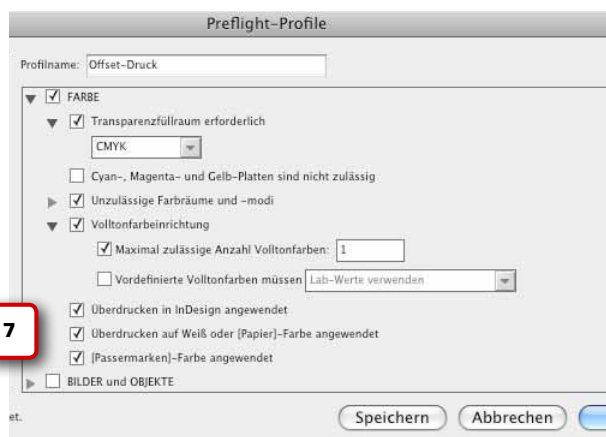 Preflight-Profile
Profilname: Offset-Druck
FARBE
Transparenzfüllraum erforderlich
CMYK
Cyan-, Magenta- und Gelb-Platten sind nicht zulässig
Unzulässige Farbräume und -modi
Volltonfarbeinrichtung
Maximal zulässige Anzahl Volltonfarben: 1
Vordefinierte Volltonfarben müssen Lab-Werte verwenden
Überdrucken in InDesign angewendet
7
Überdrucken auf Weiß oder [Papier]-Farbe angewendet
[Passermarken]-Farbe angewendet
BILDER und OBJEKTE
et.
Speichern Abbrechen